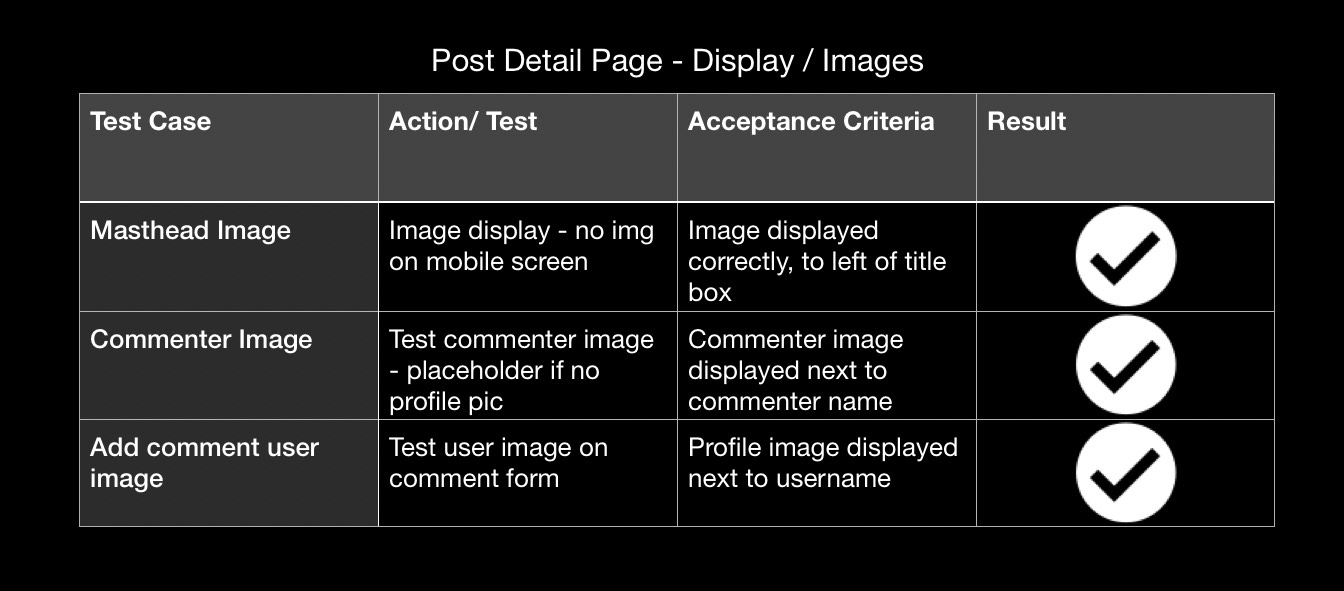 Post Detail Page - Display / Images
Test Case
Action/ Test
Acceptance Criteria
Result
Masthead Image
Image display - no img
on mobile screen
Image displayed
correctly, to left of title
box
Commenter Image
Test commenter image
- placeholder if no
profile pic
Commenter image
displayed next to
commenter name
Add comment user
image
Test user image on
comment form
Profile image displayed
next to username